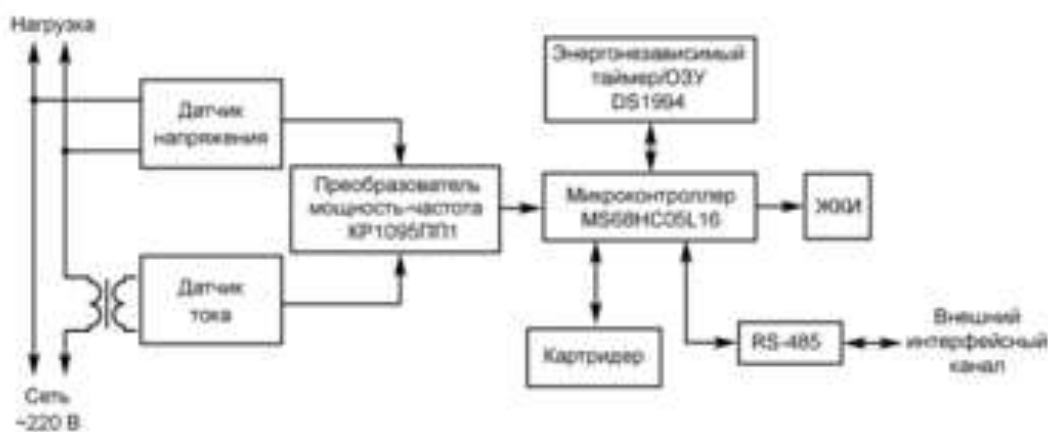 Нагрузка
Датчик
напряжения
Преобразователь
мощность-частота
КР1095ПП1
Датчик
тока
Сеть
~220 В
Энергонезависимый
таймер/ОЗУ
DS1994
Микроконтроллер
MS68HC05L16
ЖКИ
Картридер
RS-485
Внешний
интерфейсный
канал